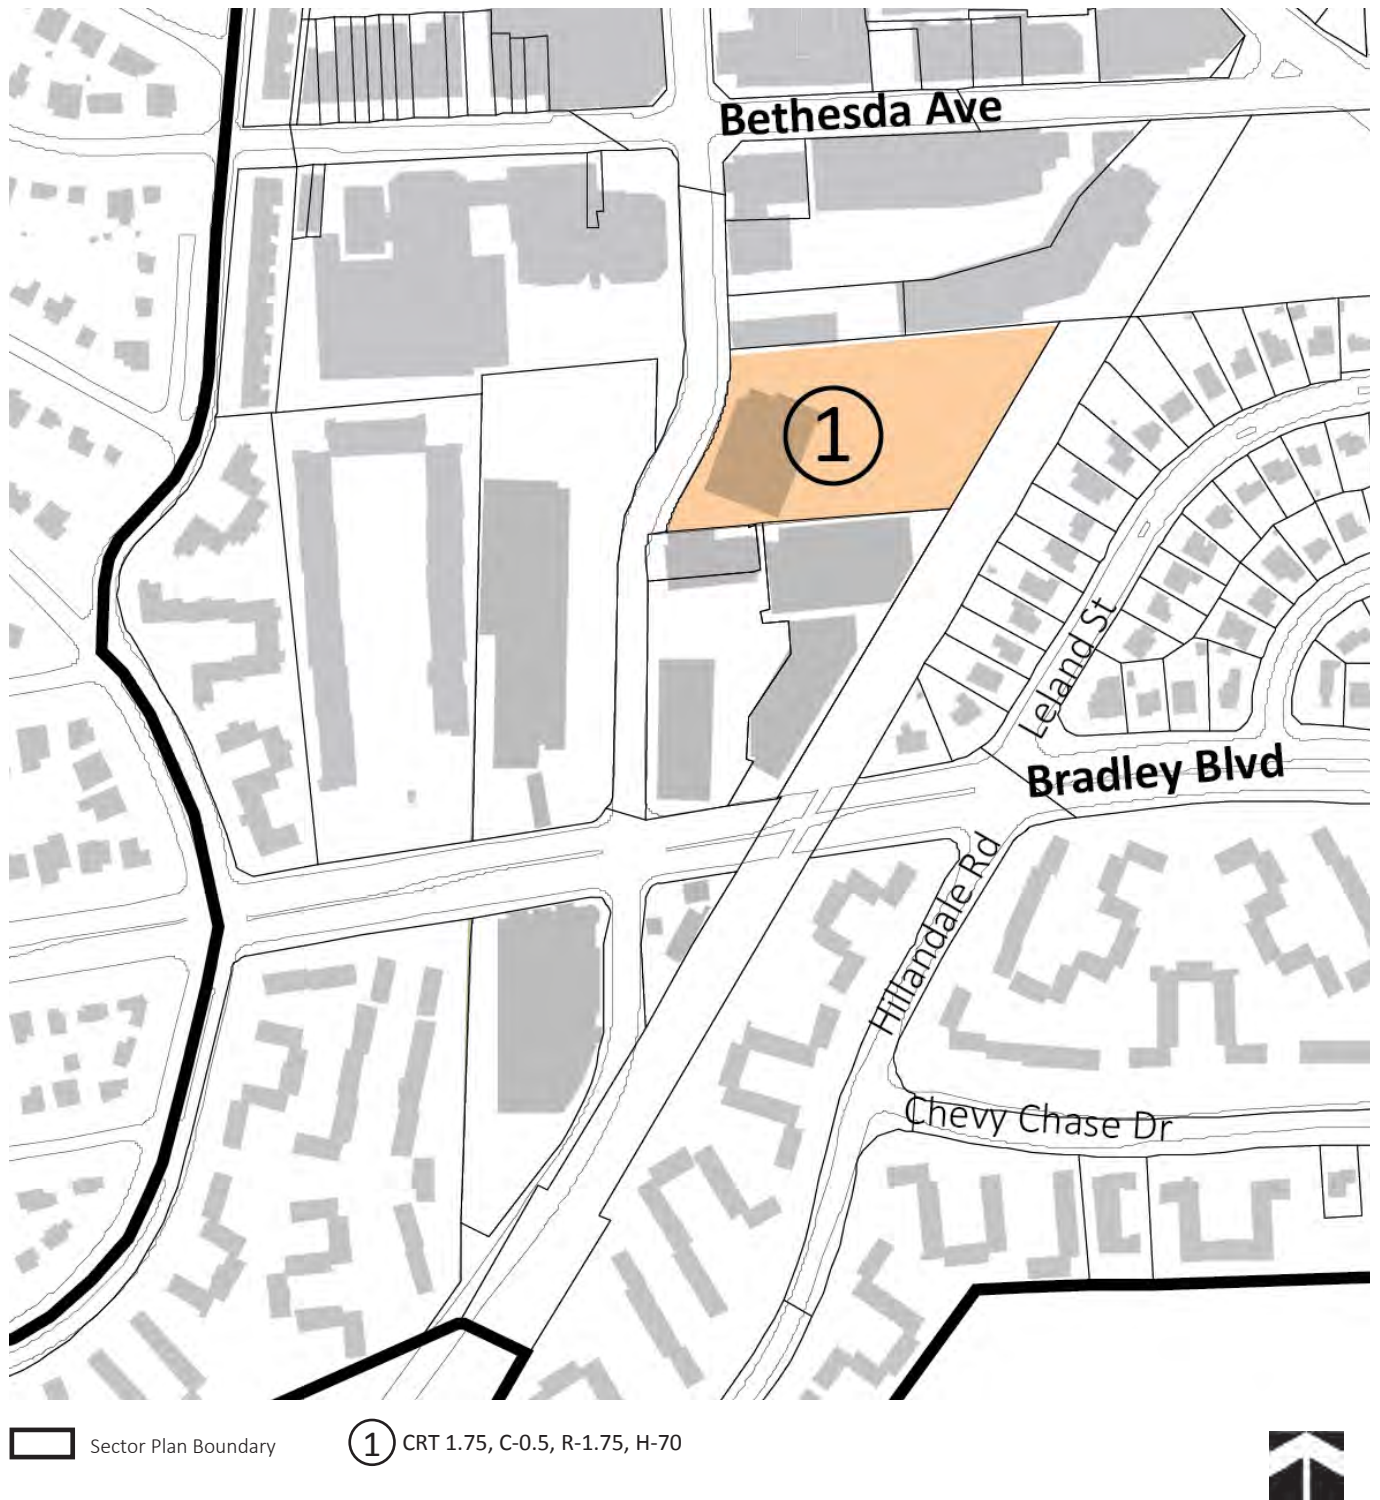 Bethesda Ave
1
Leland St
Bradley Blvd
Hillandale Rd
Chevy Chase Dr
Sector Plan Boundary
1 CRT 1.75, C-0.5, R-1.75, H-70